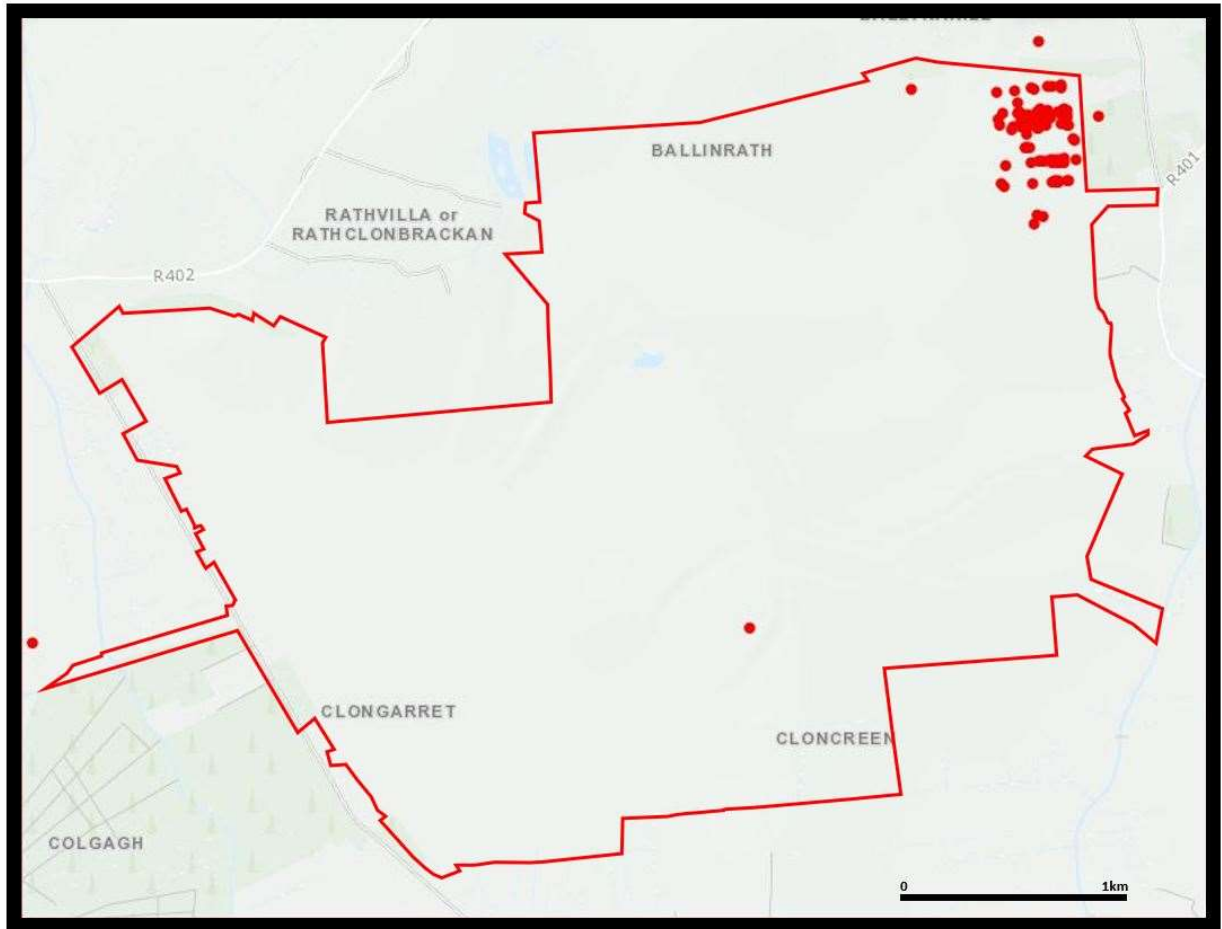 BALLINRATH
R401
RATHVILLA or
RATHCLONBRACKAN
R402
CLONGARRET
CLONCREEN
COLGAGH
0 1km